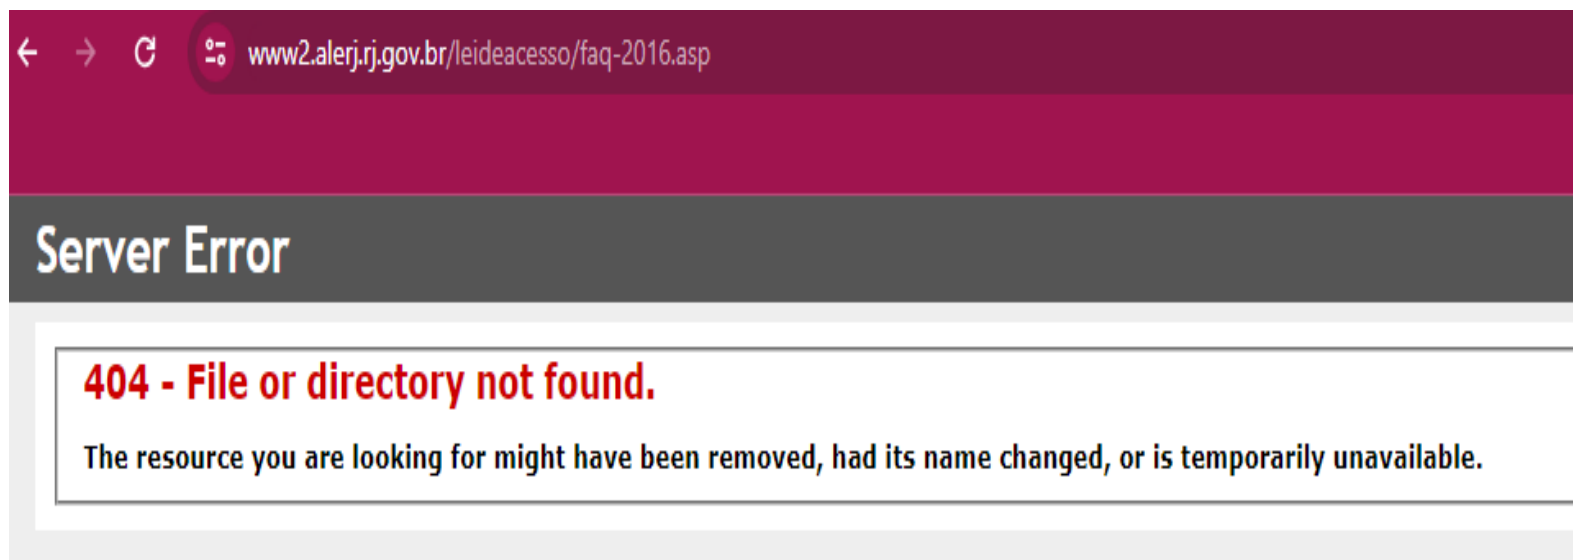 www2.alerj.rj.gov.br/leideacesso/faq-2016.asp
Server Error
404 - File or directory not found.
The resource you are looking for might have been removed, had its name changed, or is temporarily unavailable.